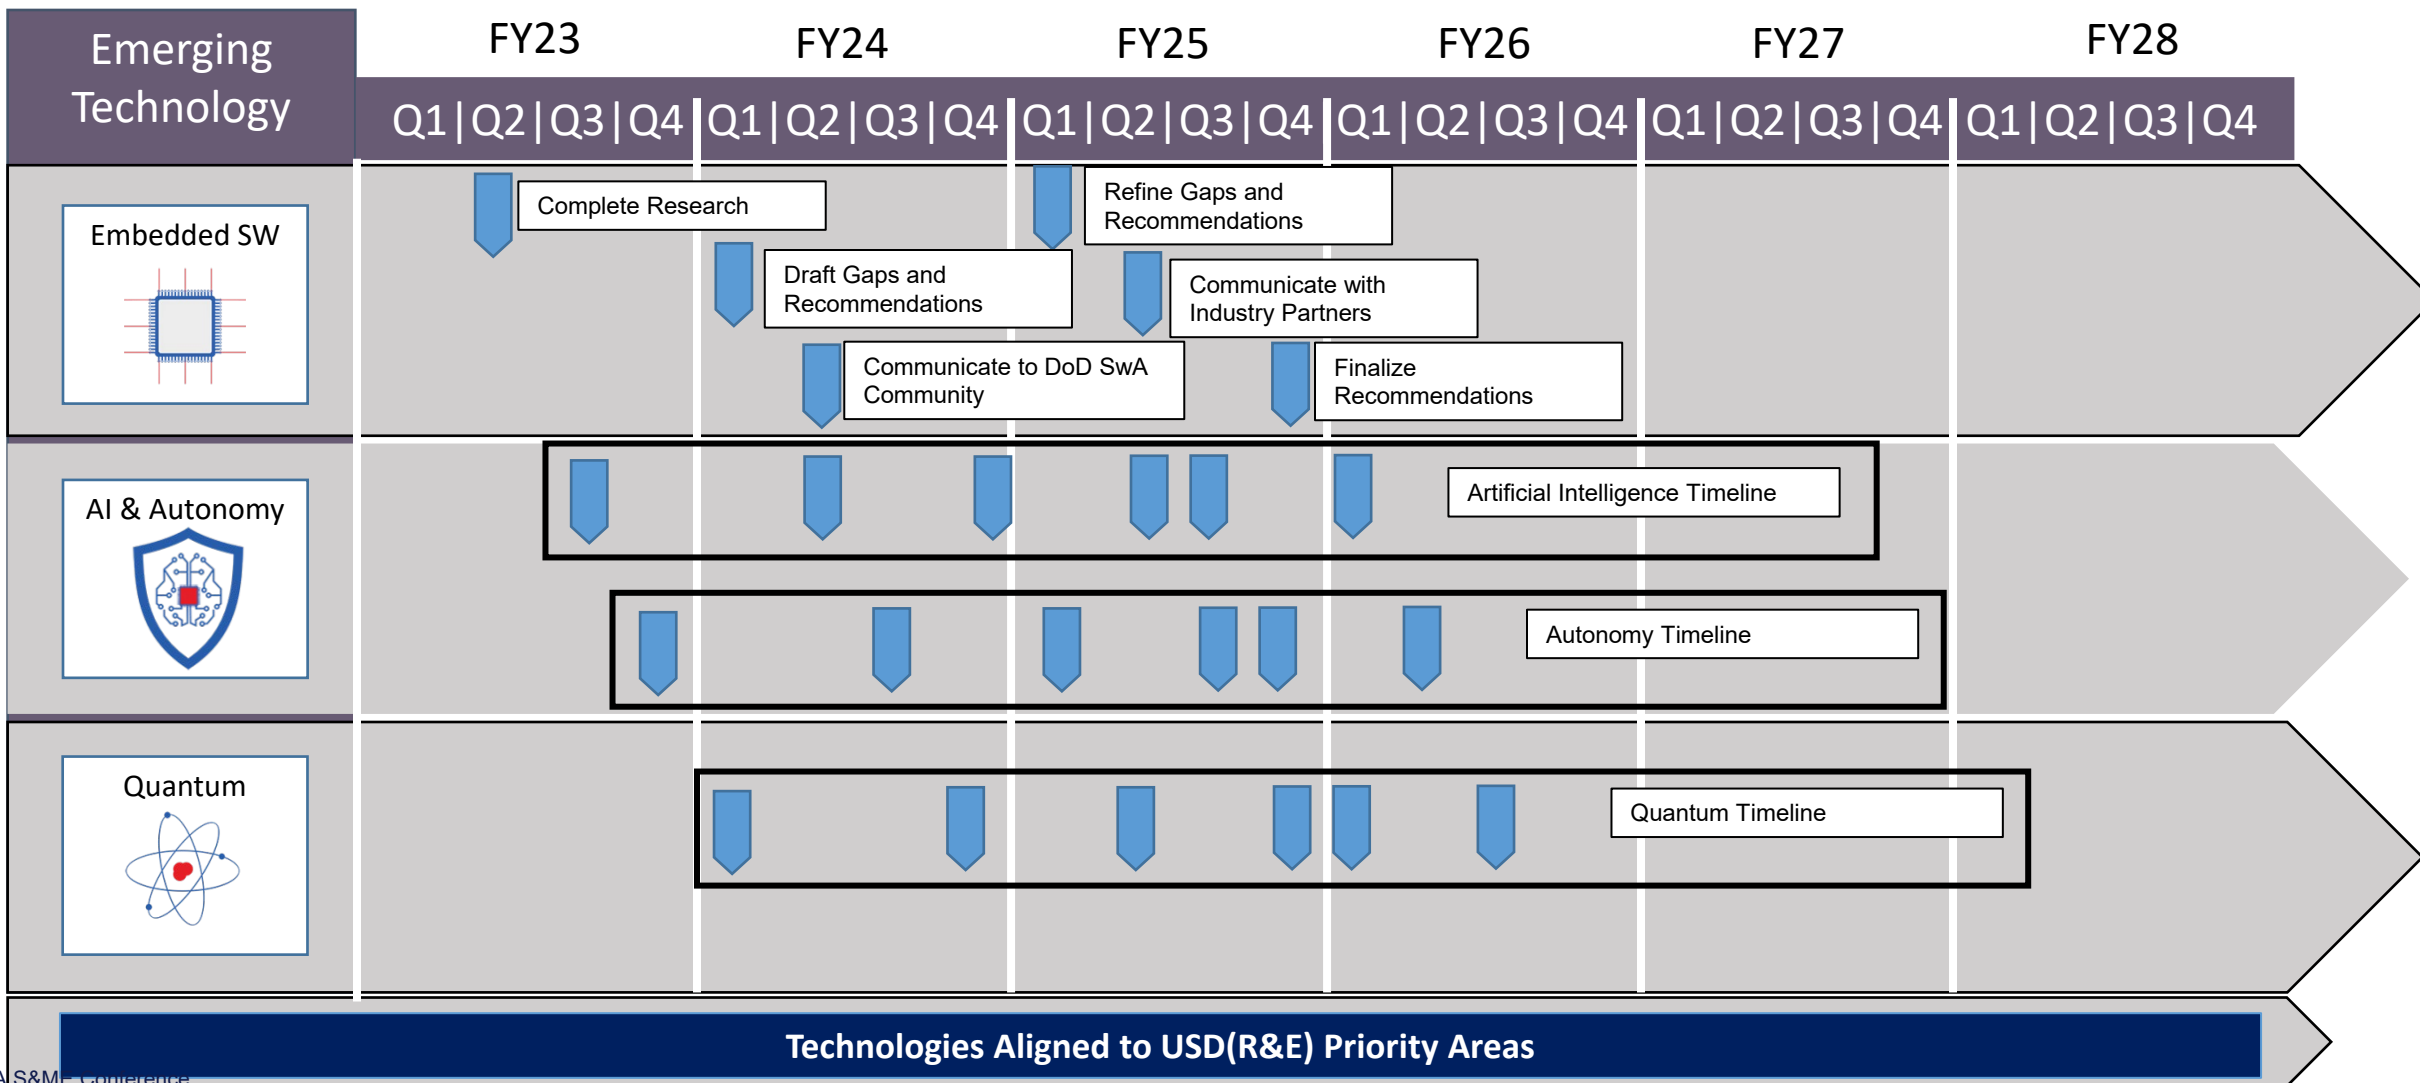 Emerging
Technology
FY23
FY24
FY25
FY26
FY27
FY28
Q1|Q2|Q3|Q4
Q1|Q2|Q3|Q4
Q1|Q2|Q3|Q4
Q1|Q2|Q3|Q4
Q1|Q2|Q3|Q4
Q1|Q2|Q3|Q4
Embedded SW
Complete Research
Draft Gaps and
Recommendations
Communicate to DoD SwA
Community
Refine Gaps and
Recommendations
Communicate with
Industry Partners
Finalize
Recommendations
AI & Autonomy
Artificial Intelligence Timeline
Autonomy Timeline
Quantum
Quantum Timeline
Technologies Aligned to USD(R&E) Priority Areas
Conference